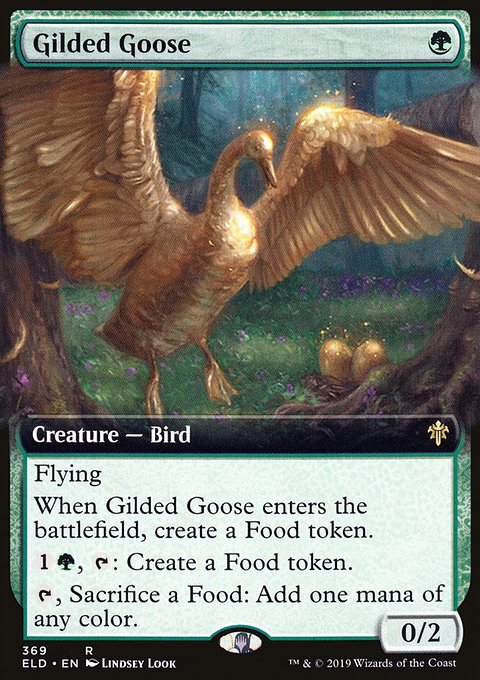 Gilded Goose
Creature — Bird
Flying
When Gilded Goose enters the
battlefield, create a Food token.
1 , : Create a Food token.
, Sacrifice a Food: Add one mana of
any color.
0/2
369 R
ELD • EN Lindsey Look
™ & © 2019 Wizards of the Coast